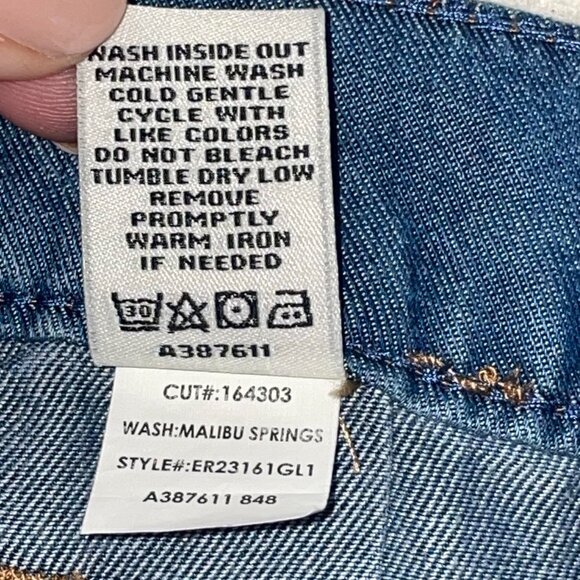 WASH INSIDE OUT
MACHINE WASH
COLD GENTLE
CYCLE WITH
LIKE COLORS
DO NOT BLEACH
TUMBLE DRY LOW
REMOVE
PROMPTLY
WARM IRON
IF NEEDED
30
A387611
CUT#:164303
WASH:MALIBU SPRINGS
STYLE#:ER23161GL1
A387611 848